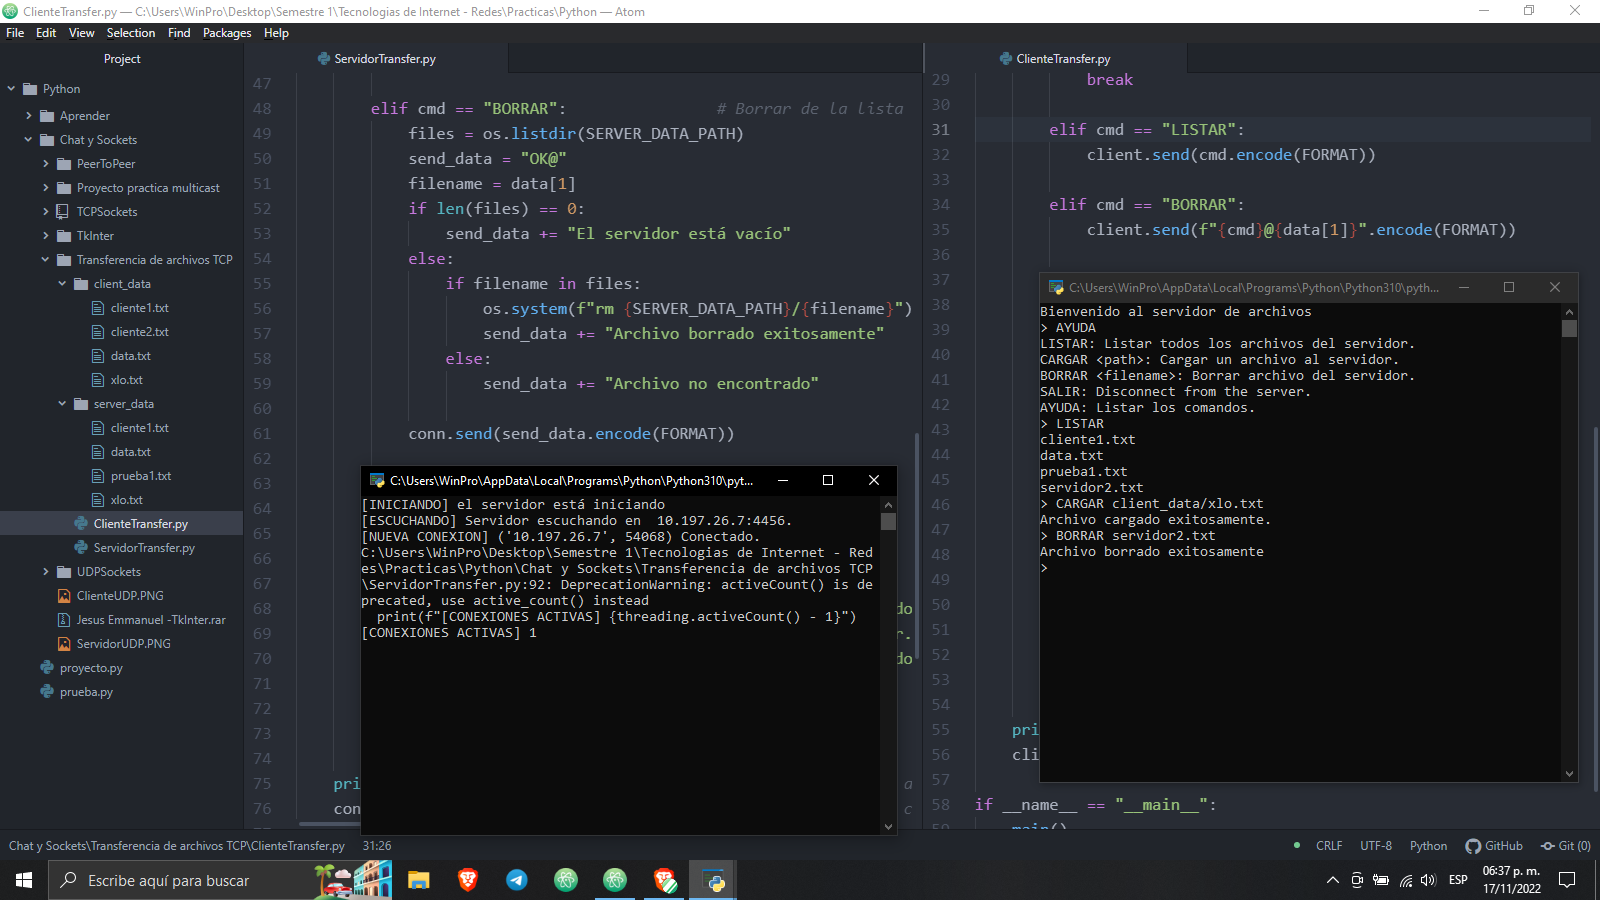 ClienteTransfer.py — C:\Users\WinPro\Desktop\Semestre 1\Tecnologias de Internet - Redes\Practicas\Python — Atom
File Edit View Selection Find Packages Help
Project
Python
Aprender
Chat y Sockets
PeerToPeer
Proyecto practica multicast
TCPSockets
TkInter
Transferencia de archivos TCP
client_data
cliente1.txt
cliente2.txt
data.txt
xlo.txt
server_data
cliente1.txt
data.txt
prueba1.txt
xlo.txt
ClienteTransfer.py
ServidorTransfer.py
UDPSockets
ClienteUDP.PNG
Jesus Emmanuel -TkInter.rar
ServidorUDP.PNG
proyecto.py
prueba.py
ServidorTransfer.py
47
48 elif cmd == "BORRAR": # Borrar de la lista
49 files = os.listdir(SERVER_DATA_PATH)
50 send_data = "OK@"
51 filename = data[1]
52 if len(files) == 0:
53 send_data += "El servidor está vacío"
54 else:
55 if filename in files:
56 os.system(f"rm {SERVER_DATA_PATH}/{filename}")
57 send_data += "Archivo borrado exitosamente"
58 else:
59 send_data += "Archivo no encontrado"
60
61 conn.send(send_data.encode(FORMAT))
62
63
64
65
66
67
68 do
69 r.
70 do
71
72
73
74
75 pri a
76 con c
C:\Users\WinPro\AppData\Local\Programs\Python\Python310\pyt...
[INICIANDO] el servidor está iniciando
[ESCUCHANDO] Servidor escuchando en  10.197.26.7:4456.
[NUEVA CONEXION] ('10.197.26.7', 54068) Conectado.
C:\Users\WinPro\Desktop\Semestre 1\Tecnologias de Internet - Red
es\Practicas\Python\Chat y Sockets\Transferencia de archivos TCP
\ServidorTransfer.py:92: DeprecationWarning: activeCount() is de
precated, use active_count() instead
print(f"[CONEXIONES ACTIVAS] {threading.activeCount() - 1}")
[CONEXIONES ACTIVAS] 1
ClienteTransfer.py
29 break
30
31 elif cmd == "LISTAR":
32 client.send(cmd.encode(FORMAT))
33
34 elif cmd == "BORRAR":
35 client.send(f"{cmd}@{data[1]}".encode(FORMAT))
36
37
38
39
40
41
42
43
44
45
46
47
48
49
50
51
52
53
54
55 pri
56 cli
57
58 if __name__ == "__main__":
59 main()
C:\Users\WinPro\AppData\Local\Programs\Python\Python310\pyth...
Bienvenido al servidor de archivos
> AYUDA
LISTAR: Listar todos los archivos del servidor.
CARGAR <path>: Cargar un archivo al servidor.
BORRAR <filename>: Borrar archivo del servidor.
SALIR: Disconnect from the server.
AYUDA: Listar los comandos.
> LISTAR
cliente1.txt
data.txt
prueba1.txt
servidor2.txt
> CARGAR client_data/xlo.txt
Archivo cargado exitosamente.
> BORRAR servidor2.txt
Archivo borrado exitosamente
>
Chat y Sockets\Transferencia de archivos TCP\ClienteTransfer.py 31:26
CRLF UTF-8 Python GitHub Git (0)
Escribe aquí para buscar
ESP
06:37 p. m.
17/11/2022